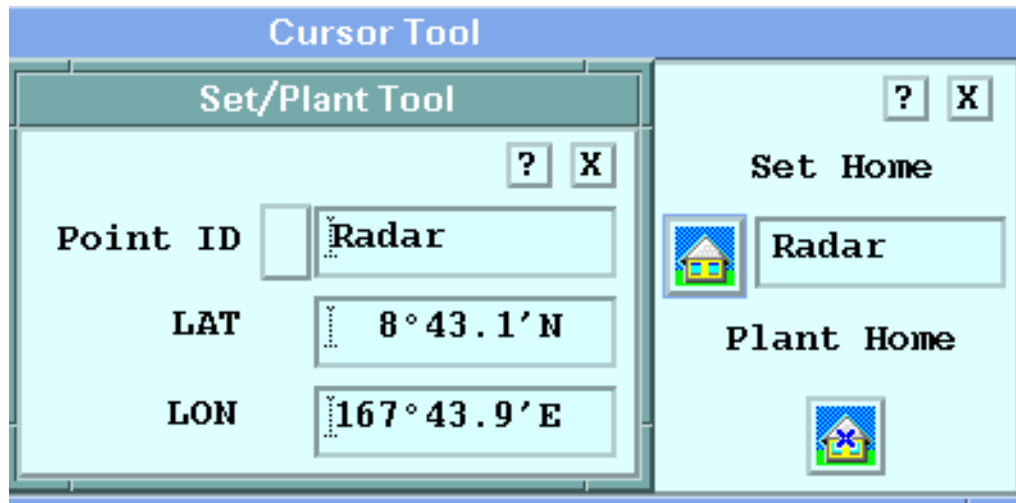 Cursor Tool
Set/Plant Tool
? X
? X
Set Home
Point ID Radar
Radar
LAT 8°43.1′N
Plant Home
LON 167°43.9′E